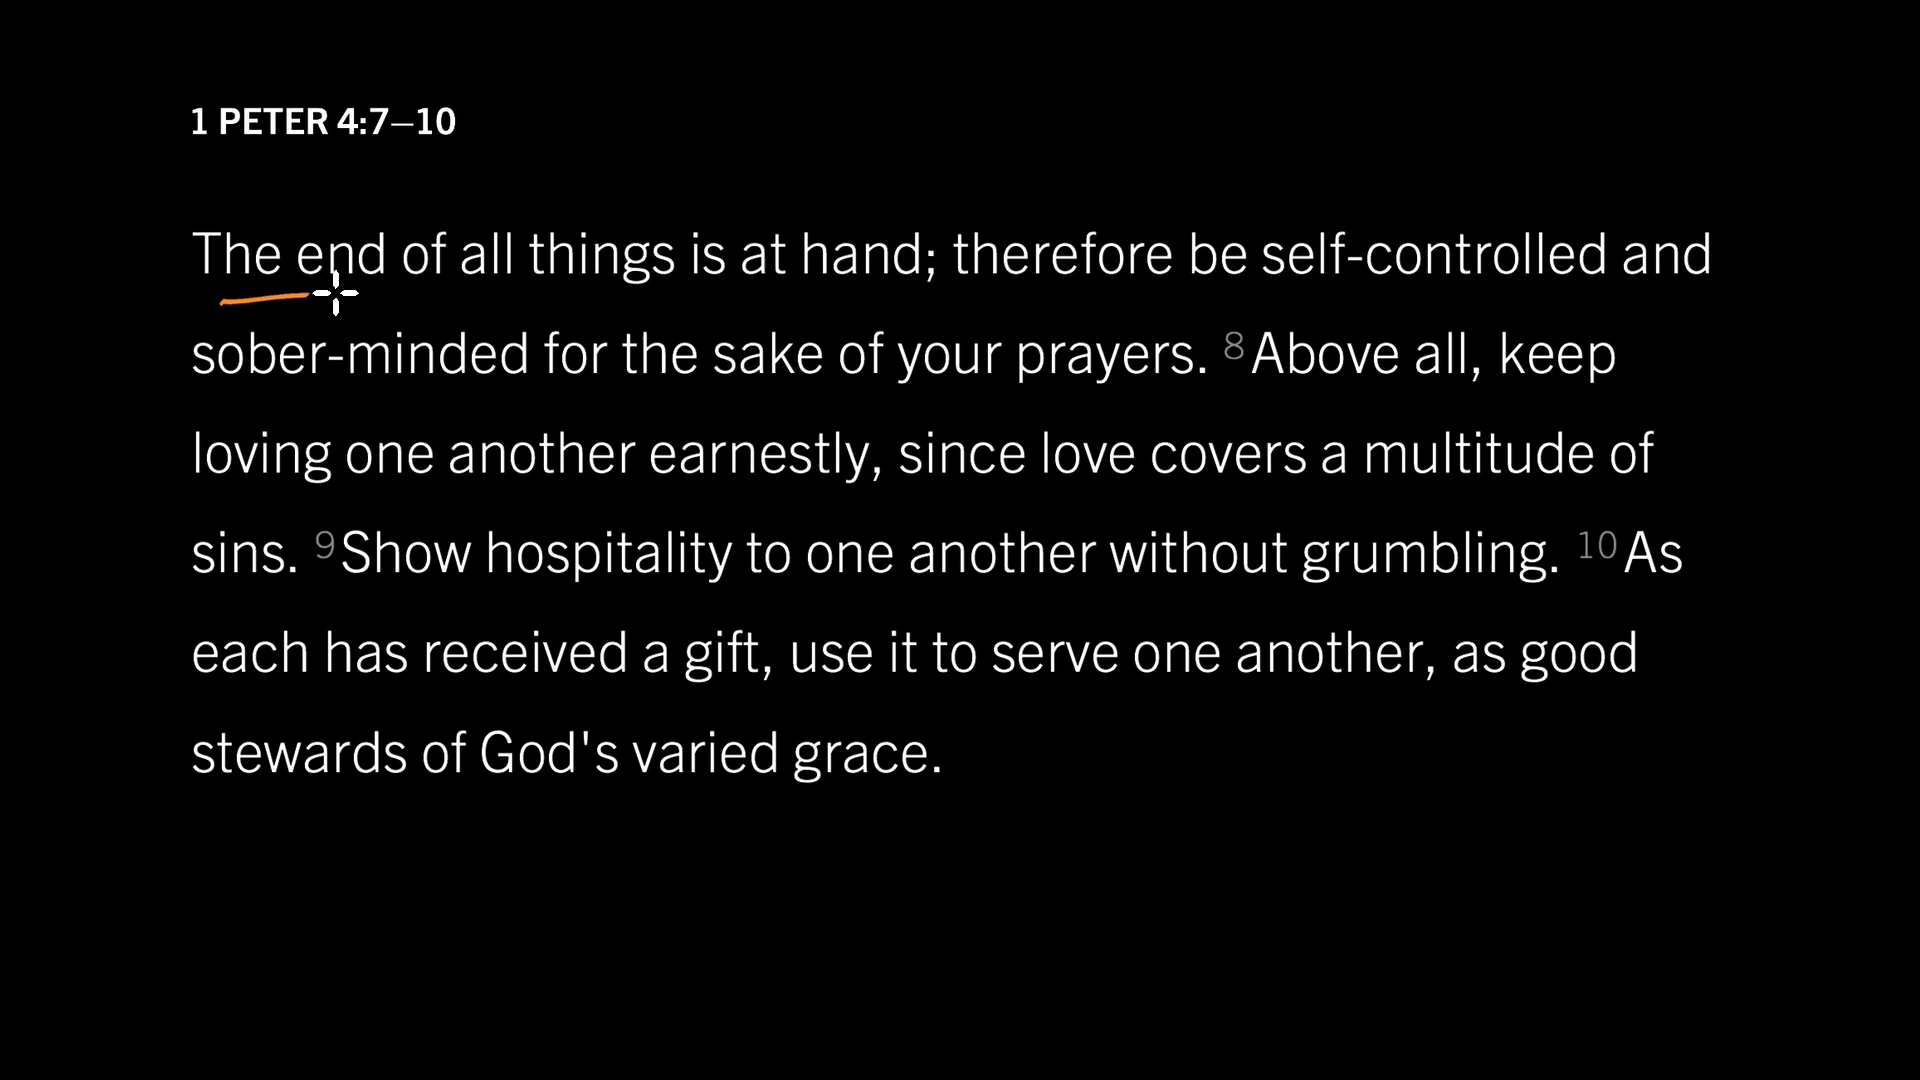 1 PETER 4:7–10
The end of all things is at hand; therefore be self-controlled and
sober-minded for the sake of your prayers. 8 Above all, keep
loving one another earnestly, since love covers a multitude of
sins. 9 Show hospitality to one another without grumbling. 10 As
each has received a gift, use it to serve one another, as good
stewards of God's varied grace.